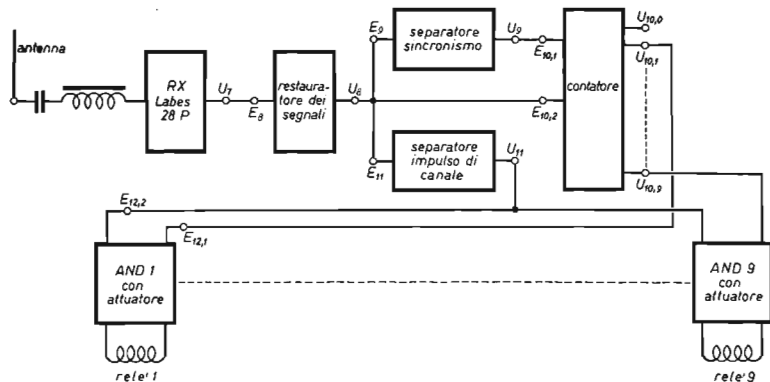 antenna
RX
Labes
28 P
U7
E8
restaura-
tore dei
segnali
U8
E9
separatore
sincronismo
U9
E10,1
E10,2
contatore
U10,0
U10,1
U10,9
E11
separatore
impulso di
canale
U11
E12,2
E12,1
AND 1
con
attuatore
rele' 1
AND 9
con
attuatore
rele' 9